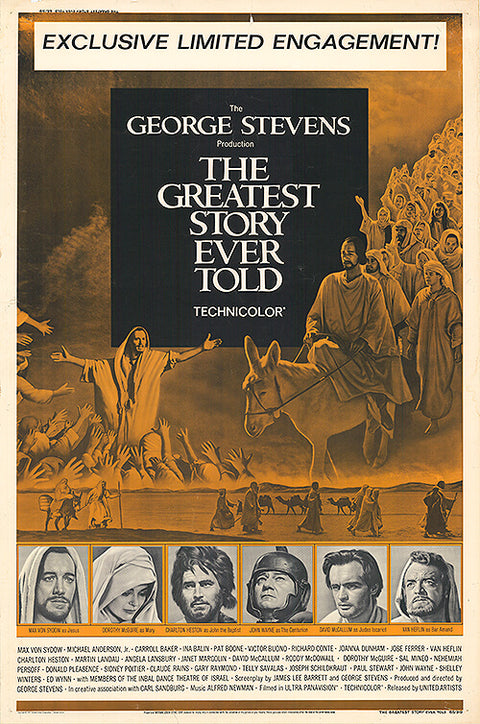 EXCLUSIVE LIMITED ENGAGEMENT!
The
GEORGE STEVENS
Production
THE
GREATEST
STORY
EVER
TOLD
TECHNICOLOR®
MAX VON SYDOW as Jesus
DOROTHY McGUIRE as Mary
CHARLTON HESTON as John the Baptist
JOHN WAYNE as The Centurion
DAVID McCALLUM as Judas Iscariot
VAN HEFLIN as Bar Amand
MAX VON SYDOW · MICHAEL ANDERSON, Jr. · CARROLL BAKER · INA BALIN · PAT BOONE · VICTOR BUONO · RICHARD CONTE · JOANNA DUNHAM · JOSE FERRER · VAN HEFLIN
CHARLTON HESTON · MARTIN LANDAU · ANGELA LANSBURY · JANET MARGOLIN · DAVID McCALLUM · RODDY McDOWALL · DOROTHY McGUIRE · SAL MINEO · NEHEMIAH
PERSOFF · DONALD PLEASENCE · SIDNEY POITIER · CLAUDE RAINS · GARY RAYMOND · TELLY SAVALAS · JOSEPH SCHILDKRAUT · PAUL STEWART · JOHN WAYNE · SHELLEY
WINTERS · ED WYNN · with MEMBERS OF THE INBAL DANCE THEATRE OF ISRAEL · Screenplay by JAMES LEE BARRETT and GEORGE STEVENS · Produced and directed by
GEORGE STEVENS · In creative association with CARL SANDBURG · Music ALFRED NEWMAN · Filmed in ULTRA PANAVISION® · TECHNICOLOR® · Released by UNITED ARTISTS
THE GREATEST STORY EVER TOLD 65/310